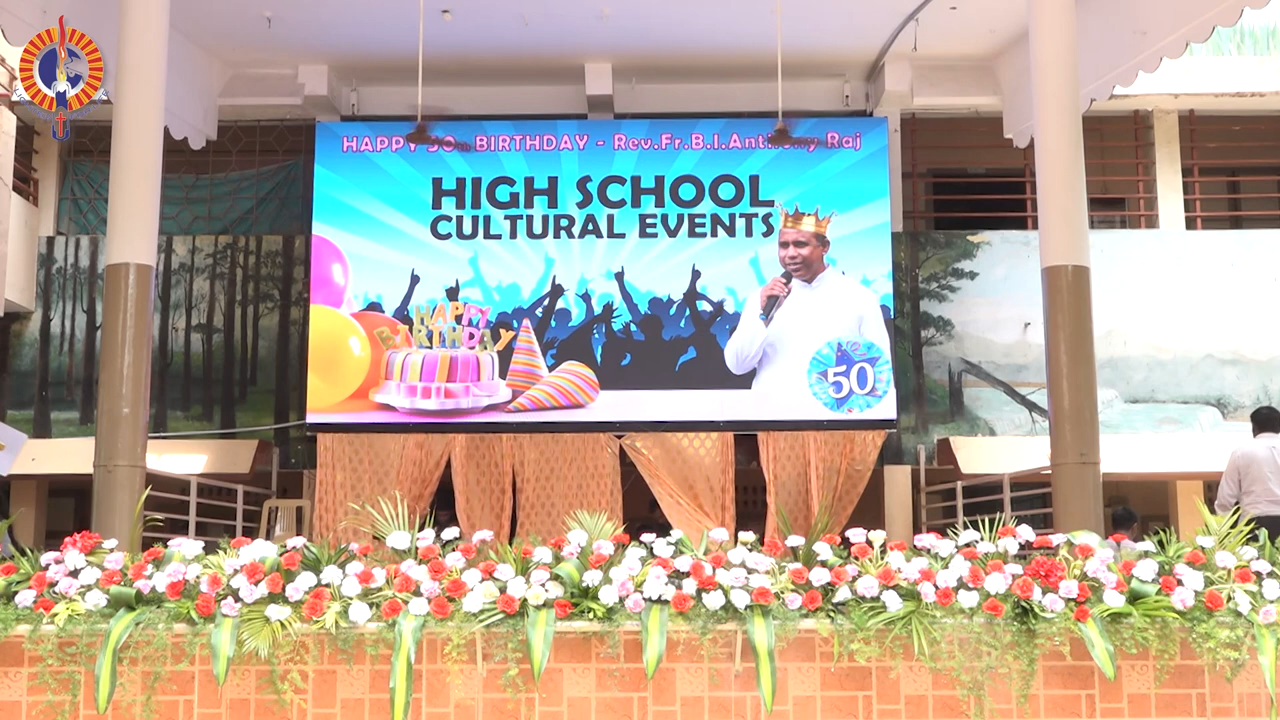 HAPPY 50th BIRTHDAY - Rev.Fr.B.I.Anthony Raj
HIGH SCHOOL
CULTURAL EVENTS
HAPPY
BIRTHDAY
50